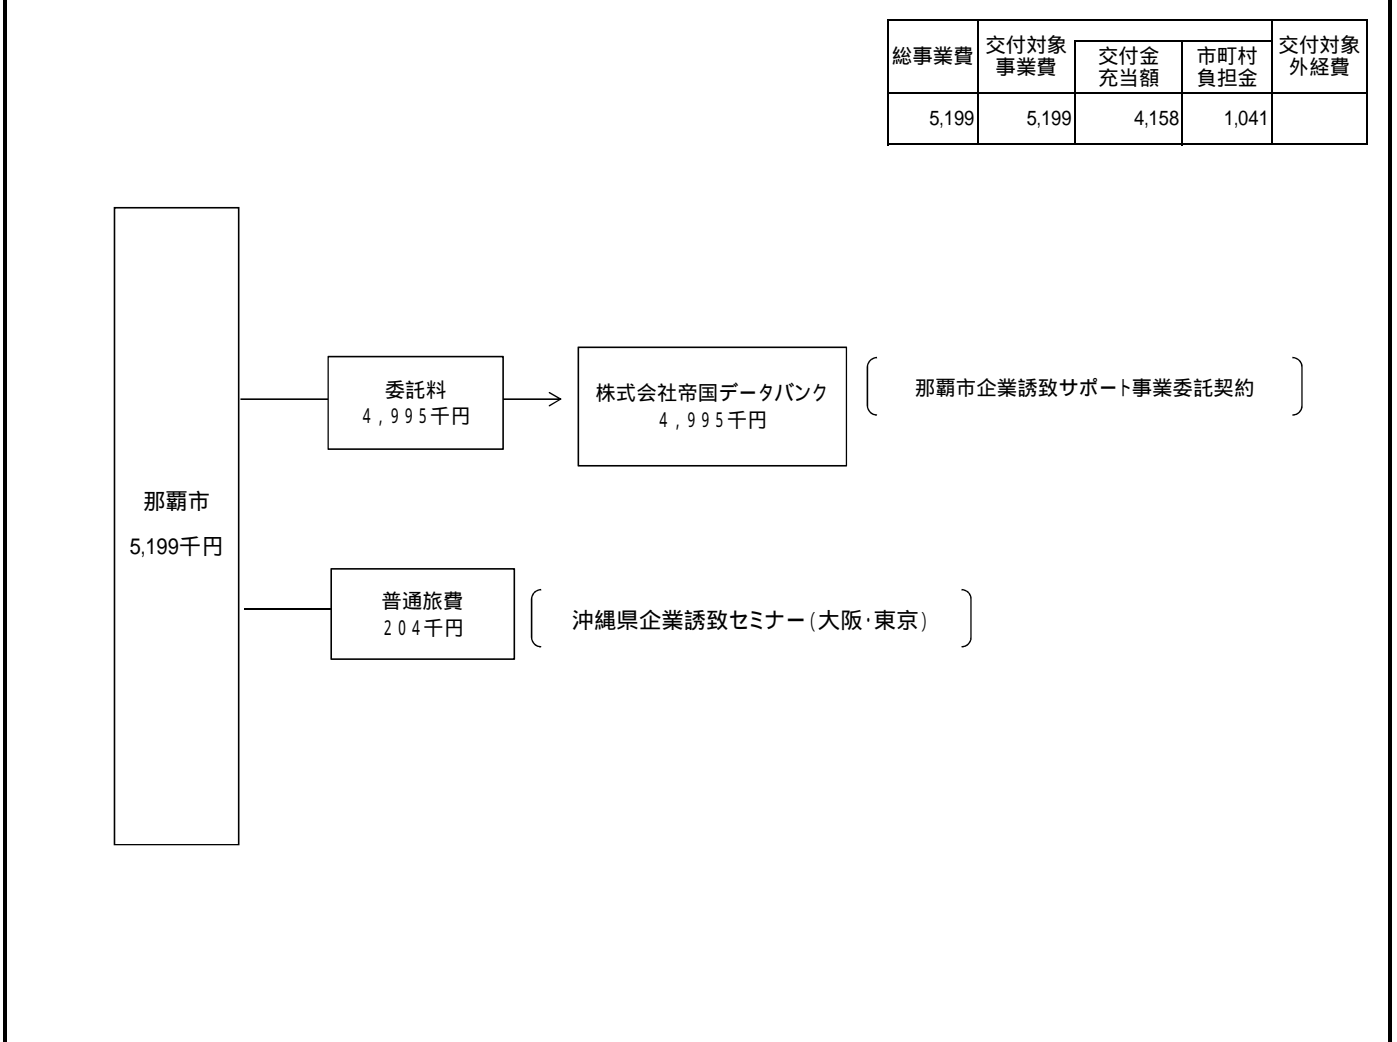 総事業費 交付対象 交付対象
事業費 交付金 市町村 外経費
充当額 負担金
5,199 5,199 4,158 1,041
委託料
4,995千円
株式会社帝国データバンク
4,995千円
那覇市企業誘致サポート事業委託契約
那覇市
5,199千円
普通旅費
204千円
沖縄県企業誘致セミナー(大阪・東京)